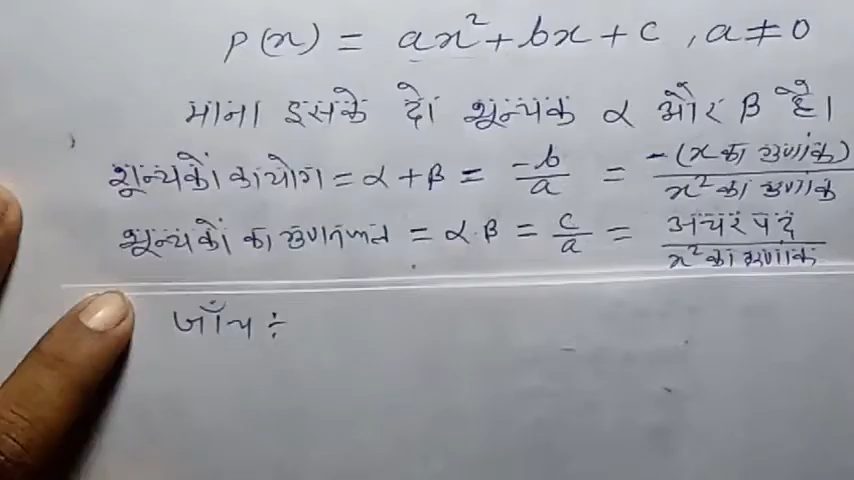 P(x) = ax² + bx + c , a ≠ 0
माना इसके दो शून्यक α और β है।
शून्यकों का योग = α + β = -b/a = -(x का गुणांक)/x² का गुणांक
शून्यकों का गुणनफल = α.β = c/a = अचर पद/x² का गुणांक
जाँच ÷